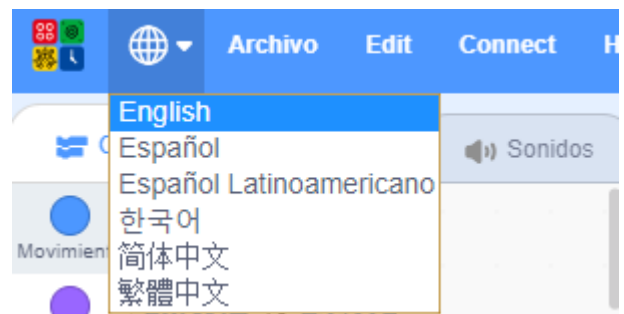 Archivo Edit Connect H
English
Español
Español Latinoamericano
한국어
简体中文
繁體中文
Sonidos
Movimien